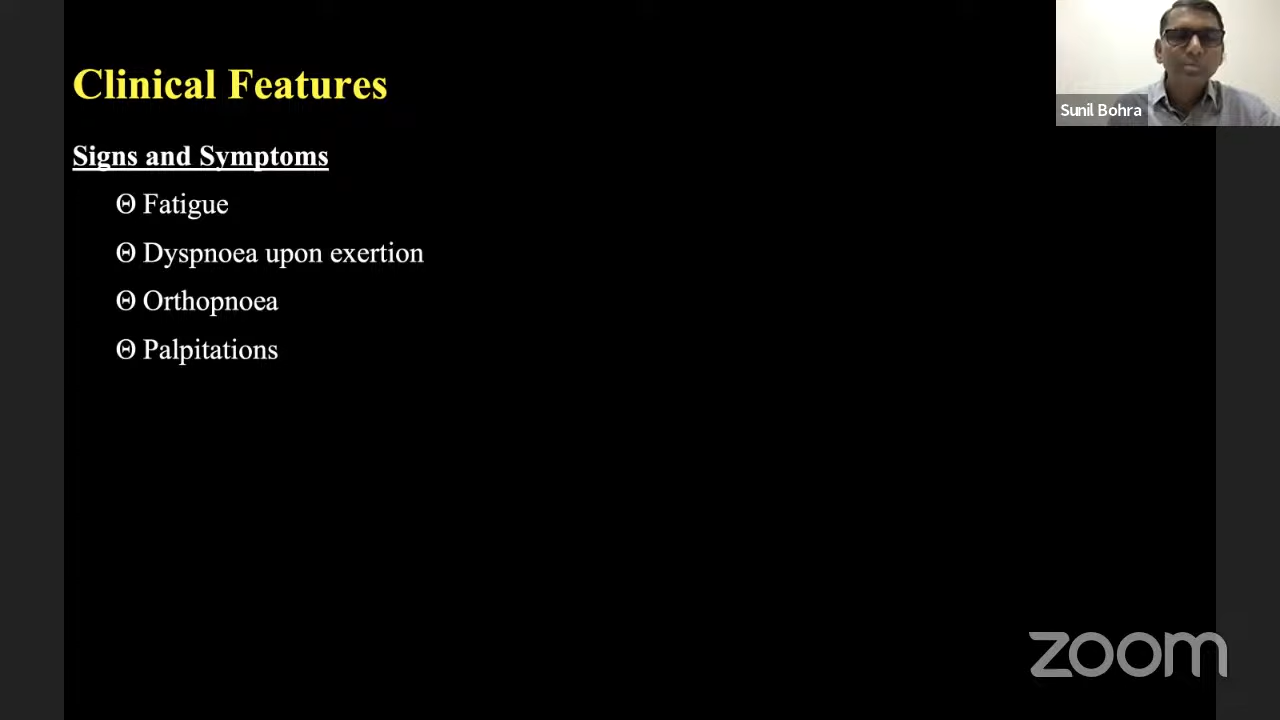 Clinical Features
Sunil Bohra
Signs and Symptoms
Θ Fatigue
Θ Dyspnoea upon exertion
Θ Orthopnoea
Θ Palpitations
zoom